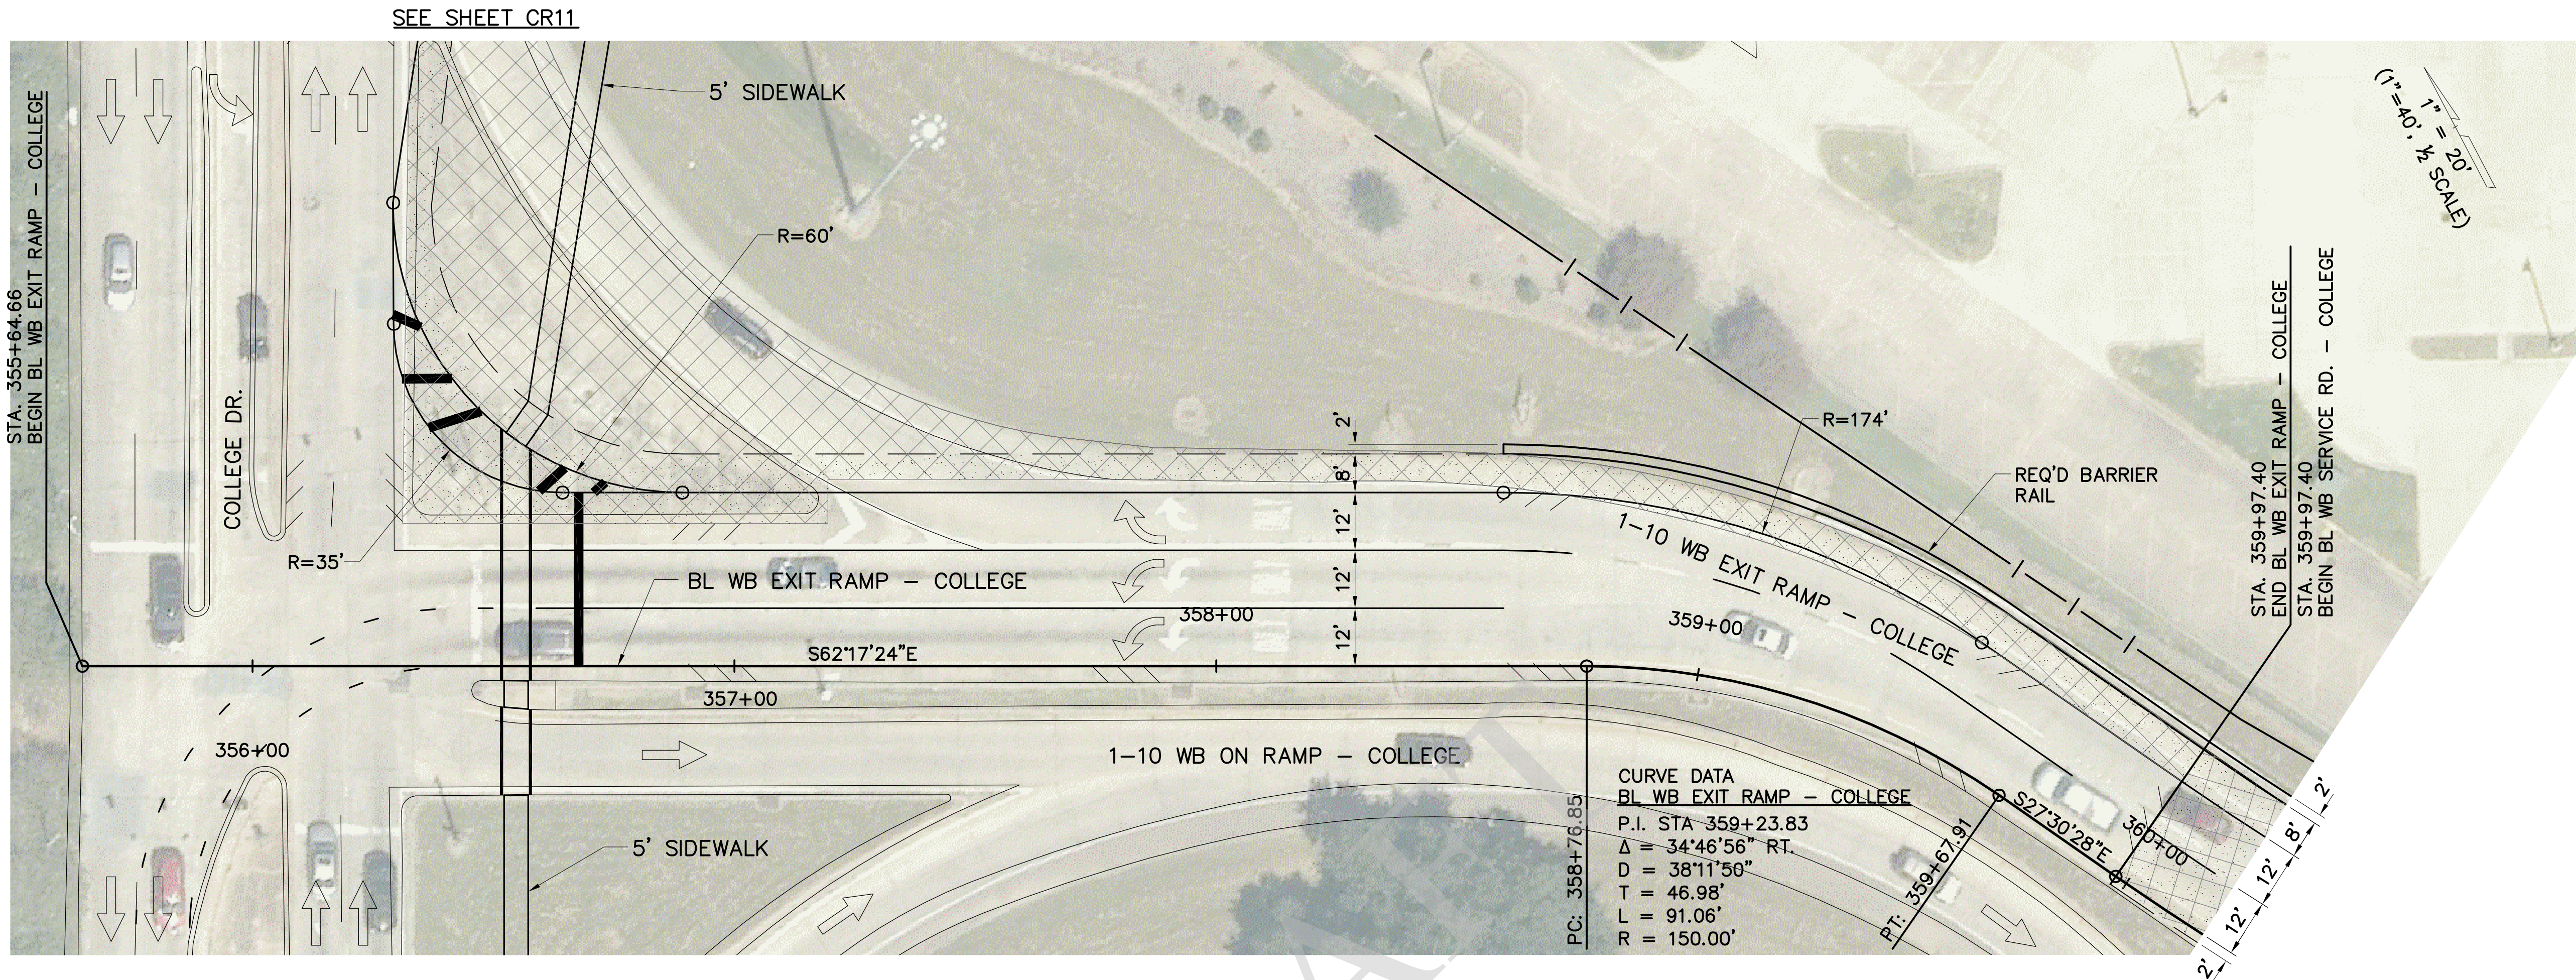 SEE SHEET CR11
5' SIDEWALK
1" = 20'
(1"=40', ½ SCALE)
STA. 355+64.66
BEGIN BL WB EXIT RAMP - COLLEGE
COLLEGE DR.
R=60'
R=35'
2'
8'
12'
12'
12'
R=174'
REQ'D BARRIER
RAIL
STA. 359+97.40
END BL WB EXIT RAMP - COLLEGE
STA. 359+97.40
BEGIN BL WB SERVICE RD. - COLLEGE
1-10 WB EXIT RAMP - COLLEGE
BL WB EXIT RAMP - COLLEGE
358+00
359+00
S62°17'24"E
357+00
356+00
1-10 WB ON RAMP - COLLEGE
5' SIDEWALK
PC: 358+76.85
CURVE DATA
BL WB EXIT RAMP - COLLEGE
P.I. STA 359+23.83
Δ = 34°46'56" RT.
D = 38°11'50"
T = 46.98'
L = 91.06'
R = 150.00'
PT: 359+67.91
S27°30'28"E
360+00
2'
8'
12'
12'
2'